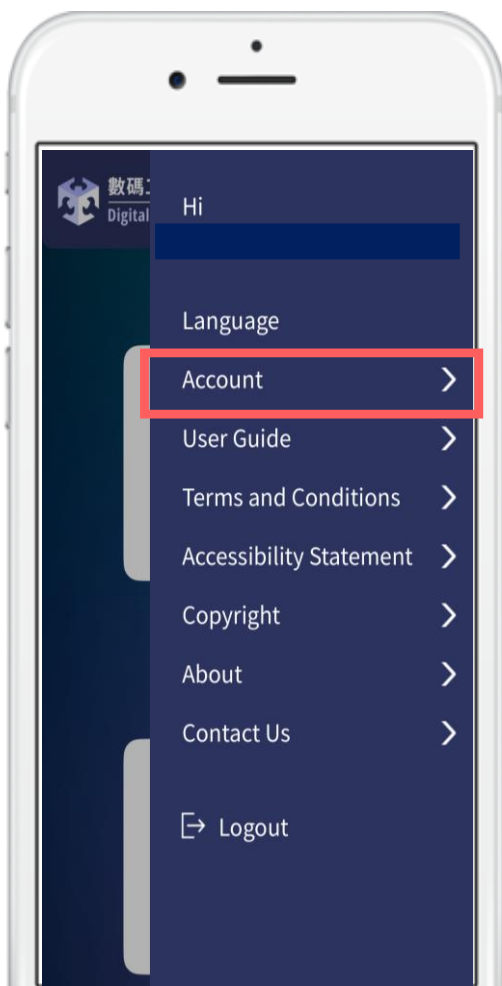 數碼
Digital
Hi
Language
Account
User Guide
Terms and Conditions
Accessibility Statement
Copyright
About
Contact Us
Logout